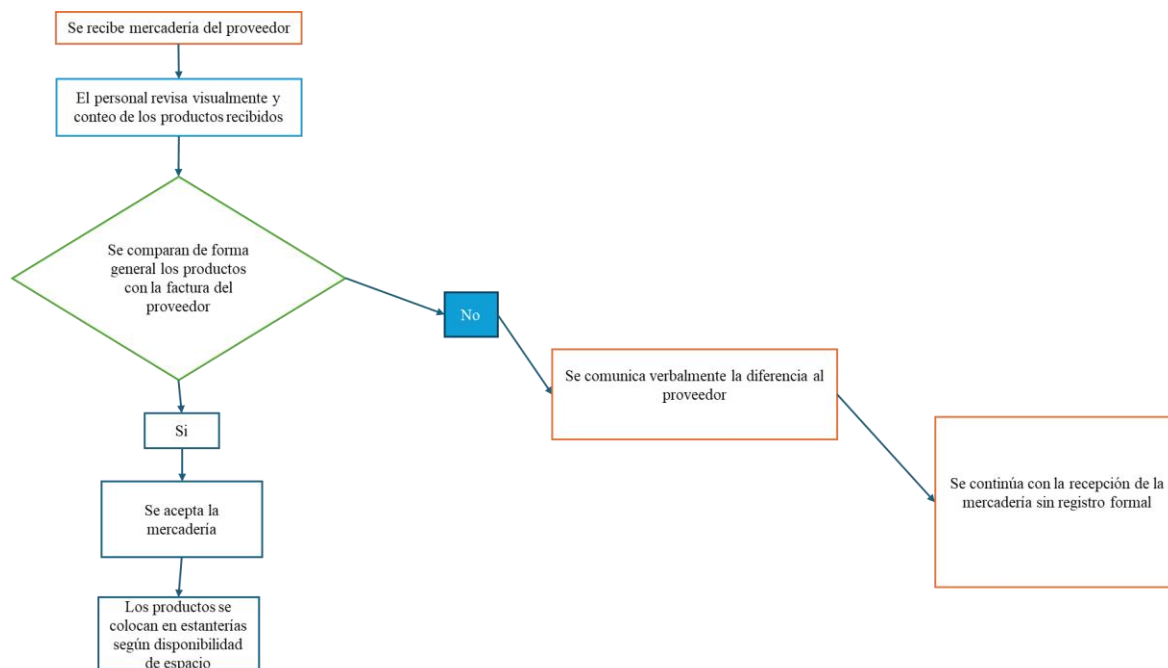 Se recibe mercadería del proveedor
El personal revisa visualmente y
conteo de los productos recibidos
Se comparan de forma
general los productos
con la factura del
proveedor
No
Se comunica verbalmente la diferencia al
proveedor
Si
Se continúa con la recepción de la
mercadería sin registro formal
Se acepta la
mercadería
Los productos se
colocan en estanterías
según disponibilidad
de espacio